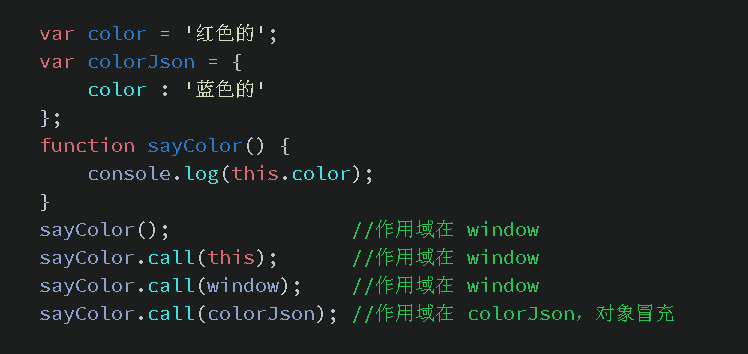 var color = '红色的';
var colorJson = {
    color : '蓝色的'
};
function sayColor() {
    console.log(this.color);
}
sayColor();               //作用域在 window
sayColor.call(this);      //作用域在 window
sayColor.call(window);    //作用域在 window
sayColor.call(colorJson); //作用域在 colorJson，对象冒充